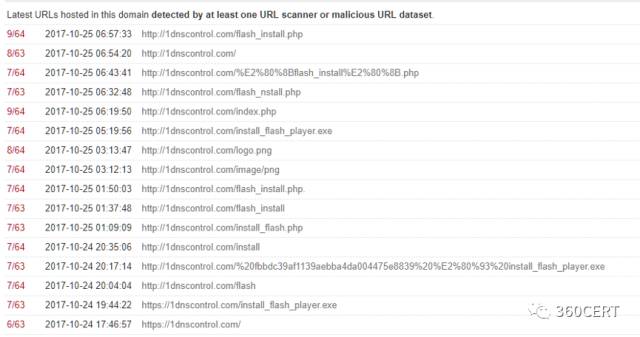 Latest URLs hosted in this domain detected by at least one URL scanner or malicious URL dataset.
9/64 2017-10-25 06:57:33 http://1dnscontrol.com/flash_install.php
8/63 2017-10-25 06:54:20 http://1dnscontrol.com/
7/64 2017-10-25 06:43:41 http://1dnscontrol.com/%E2%80%8Bflash_install%E2%80%8B.php
7/63 2017-10-25 06:32:48 http://1dnscontrol.com/flash_nstall.php
9/64 2017-10-25 06:19:50 http://1dnscontrol.com/index.php
7/64 2017-10-25 05:19:56 http://1dnscontrol.com/install_flash_player.exe
8/64 2017-10-25 03:13:47 http://1dnscontrol.com/logo.png
7/64 2017-10-25 03:12:13 http://1dnscontrol.com/image/png
7/64 2017-10-25 01:50:03 http://1dnscontrol.com/flash_install.php.
7/63 2017-10-25 01:37:48 http://1dnscontrol.com/flash_install
7/63 2017-10-25 01:09:09 http://1dnscontrol.com/install_flash.php
7/64 2017-10-24 20:35:06 http://1dnscontrol.com/install
7/63 2017-10-24 20:17:14 http://1dnscontrol.com/%20fbbdc39af1139aebba4da004475e8839%20%E2%80%93%20install_flash_player.exe
7/64 2017-10-24 20:04:04 http://1dnscontrol.com/flash
7/63 2017-10-24 19:44:22 https://1dnscontrol.com/install_flash_player.exe
6/63 2017-10-24 17:46:57 https://1dnscontrol.com/
360CERT